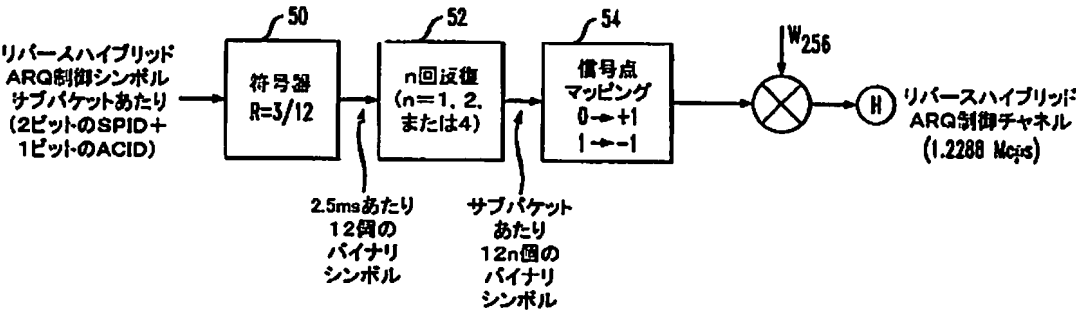 リバースハイブリッド
ARQ制御シンボル
サブパケットあたり
(2ビットのSPID+
1ビットのACID)
50
符号器
R=3/12
2.5msあたり
12個の
バイナリ
シンボル
52
n回反復
(n=1、2、
または4)
サブパケット
あたり
12n個の
バイナリ
シンボル
54
信号点
マッピング
0→+1
1→-1
W256
H
リバースハイブリッド
ARQ制御チャネル
(1.2288 Mcps)